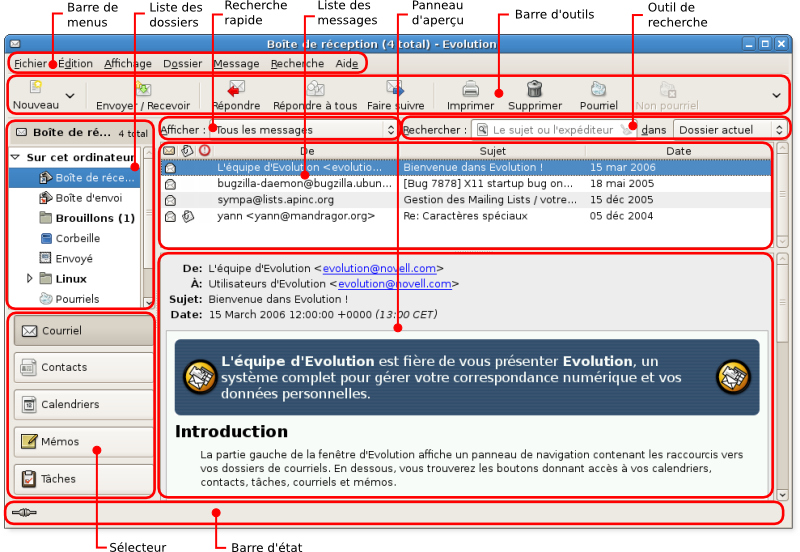 Barre de
menus
Liste des
dossiers
Recherche
rapide
Liste des
messages
Panneau
d'aperçu
Barre d'outils
Outil de
recherche
Boîte de réception (4 total) - Evolution
Fichier Édition Affichage Dossier Message Recherche Aide
Nouveau Envoyer / Recevoir Répondre Répondre à tous Faire suivre Imprimer Supprimer Pourriel Non pourriel
Boîte de ré... 4 total
Afficher : Tous les messages Rechercher : Le sujet ou l'expéditeur dans Dossier actuel
Sur cet ordinateur
Boîte de réce...
Boîte d'envoi
Brouillons (1)
Corbeille
Envoyé
Linux
Pourriels
De Sujet Date
L'équipe d'Evolution <evolutio... Bienvenue dans Evolution ! 15 mar 2006
bugzilla-daemon@bugzilla.ubun... [Bug 7878] X11 startup bug on... 18 mai 2005
sympa@lists.apinc.org Gestion des Mailing Lists / votre... 15 déc 2005
yann <yann@mandragor.org> Re: Caractères spéciaux 05 déc 2004
De: L'équipe d'Evolution <evolution@novell.com>
À: Utilisateurs d'Evolution <evolution@novell.com>
Sujet: Bienvenue dans Evolution !
Date: 15 March 2006 12:00:00 +0000 (13:00 CET)
L'équipe d'Evolution est fière de vous présenter Evolution, un
système complet pour gérer votre correspondance numérique et vos
données personnelles.
Introduction
La partie gauche de la fenêtre d'Evolution affiche un panneau de navigation contenant les raccourcis vers
vos dossiers de courriels. En dessous, vous trouverez les boutons donnant accès à vos calendriers,
contacts, tâches, courriels et mémos.
Courriel
Contacts
Calendriers
Mémos
Tâches
Sélecteur
Barre d'état